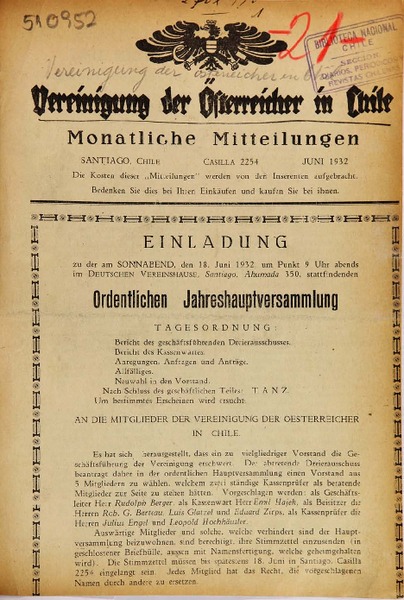 510952
-21-
BIBLIOTECA NACIONAL
CHILE
SECCION
DIARIOS, PERIODICOS
REVISTAS CHILENAS
Vereinigung der Österreicher in
Vereinigung der Österreicher in Chile
Monatliche Mitteilungen
SANTIAGO, CHILE CASILLA 2254 JUNI 1932
Die Kosten dieser „Mitteilungen" werden von den Inserenten aufgebracht.
Bedenken Sie dies bei Ihren Einkäufen und kaufen Sie bei ihnen.
EINLADUNG
zu der am SONNABEND, den 18. Juni 1932 um Punkt 9 Uhr abends
im DEUTSCHEN VEREINSHAUSE, Santiago, Ahumada 350, stattfindenden
Ordentlichen Jahreshauptversammlung
TAGESORDNUNG:
Bericht des geschäftsführenden Dreierausschusses.
Bericht des Kassenwartes.
Anregungen, Anfragen und Anträge.
Allfälliges.
Neuwahl in den Vorstand.
Nach Schluss des geschäftlichen Teiles: TANZ.
Um bestimmtes Erscheinen wird ersucht.
AN DIE MITGLIEDER DER VEREINIGUNG DER OESTERREICHER
IN CHILE.
Es hat sich herausgestellt, dass ein zu vielgliedriger Vorstand die Ge-
schäftsführung der Vereinigung erschwert. Der amtierende Dreierausschuss
beantragt daher in der ordentlichen Hauptversammlung einen Vorstand aus
5 Mitgliedern zu wählen, welchem zwei ständige Kassenprüfer als beratende
Mitglieder zur Seite zu stehen hätten. Vorgeschlagen werden: als Geschäfts-
leiter Herr Rudolph Berger, als Kassenwart Herr Emil Hajek, als Beisitzer die
Herren Rob. G. Berteau, Luis Glatzel und Eduard Zirps, als Kassenprüfer die
Herren Julius Engel und Leopold Hochhäusler.
Auswärtige Mitglieder und solche, welche verhindert sind der Haupt-
versammlung beizuwohnen, sind berechtigt, ihre Stimmzettel einzusenden (in
geschlossener Briefhülle, aussen mit Namensfertigung, welche geheimgehalten
wird). Die Stimmzettel müssen bis spätestens 18. Juni in Santiago, Casilla
2254 eingelangt sein. Jedes Mitglied hat das Recht, die vorgeschlagenen
Namen durch andere zu ersetzen.